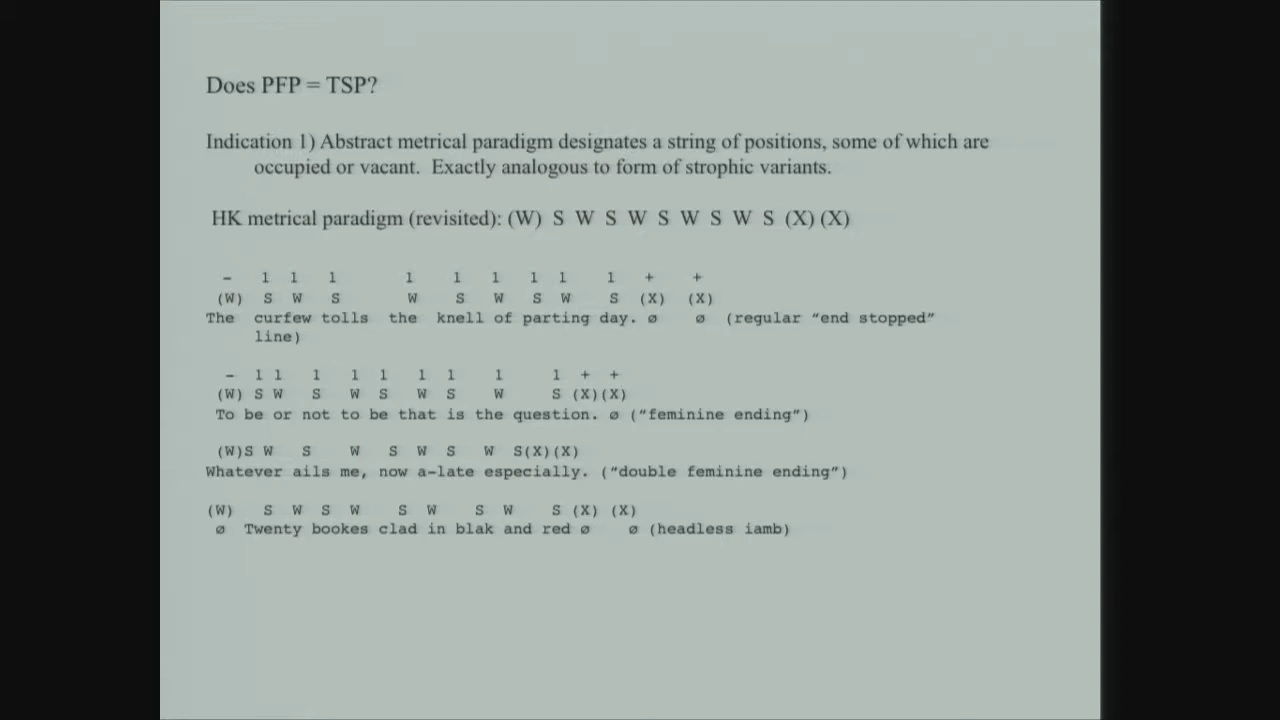 Does PFP = TSP?
Indication 1) Abstract metrical paradigm designates a string of positions, some of which are
occupied or vacant. Exactly analogous to form of strophic variants.
HK metrical paradigm (revisited): (W) S W S W S W S W S (X) (X)
– 1 1 1 1 1 1 1 1 1 + +
(W) S W S W S W S W S (X) (X)
The curfew tolls the knell of parting day. ø ø (regular “end stopped”
line)
– 1 1 1 1 1 1 1 1 1 + +
(W) S W S W S W S W S (X)(X)
To be or not to be that is the question. ø (“feminine ending”)
(W)S W S W S W S W S(X)(X)
Whatever ails me, now a-late especially. (“double feminine ending”)
(W) S W S W S W S W S (X) (X)
ø Twenty bookes clad in blak and red ø ø (headless iamb)